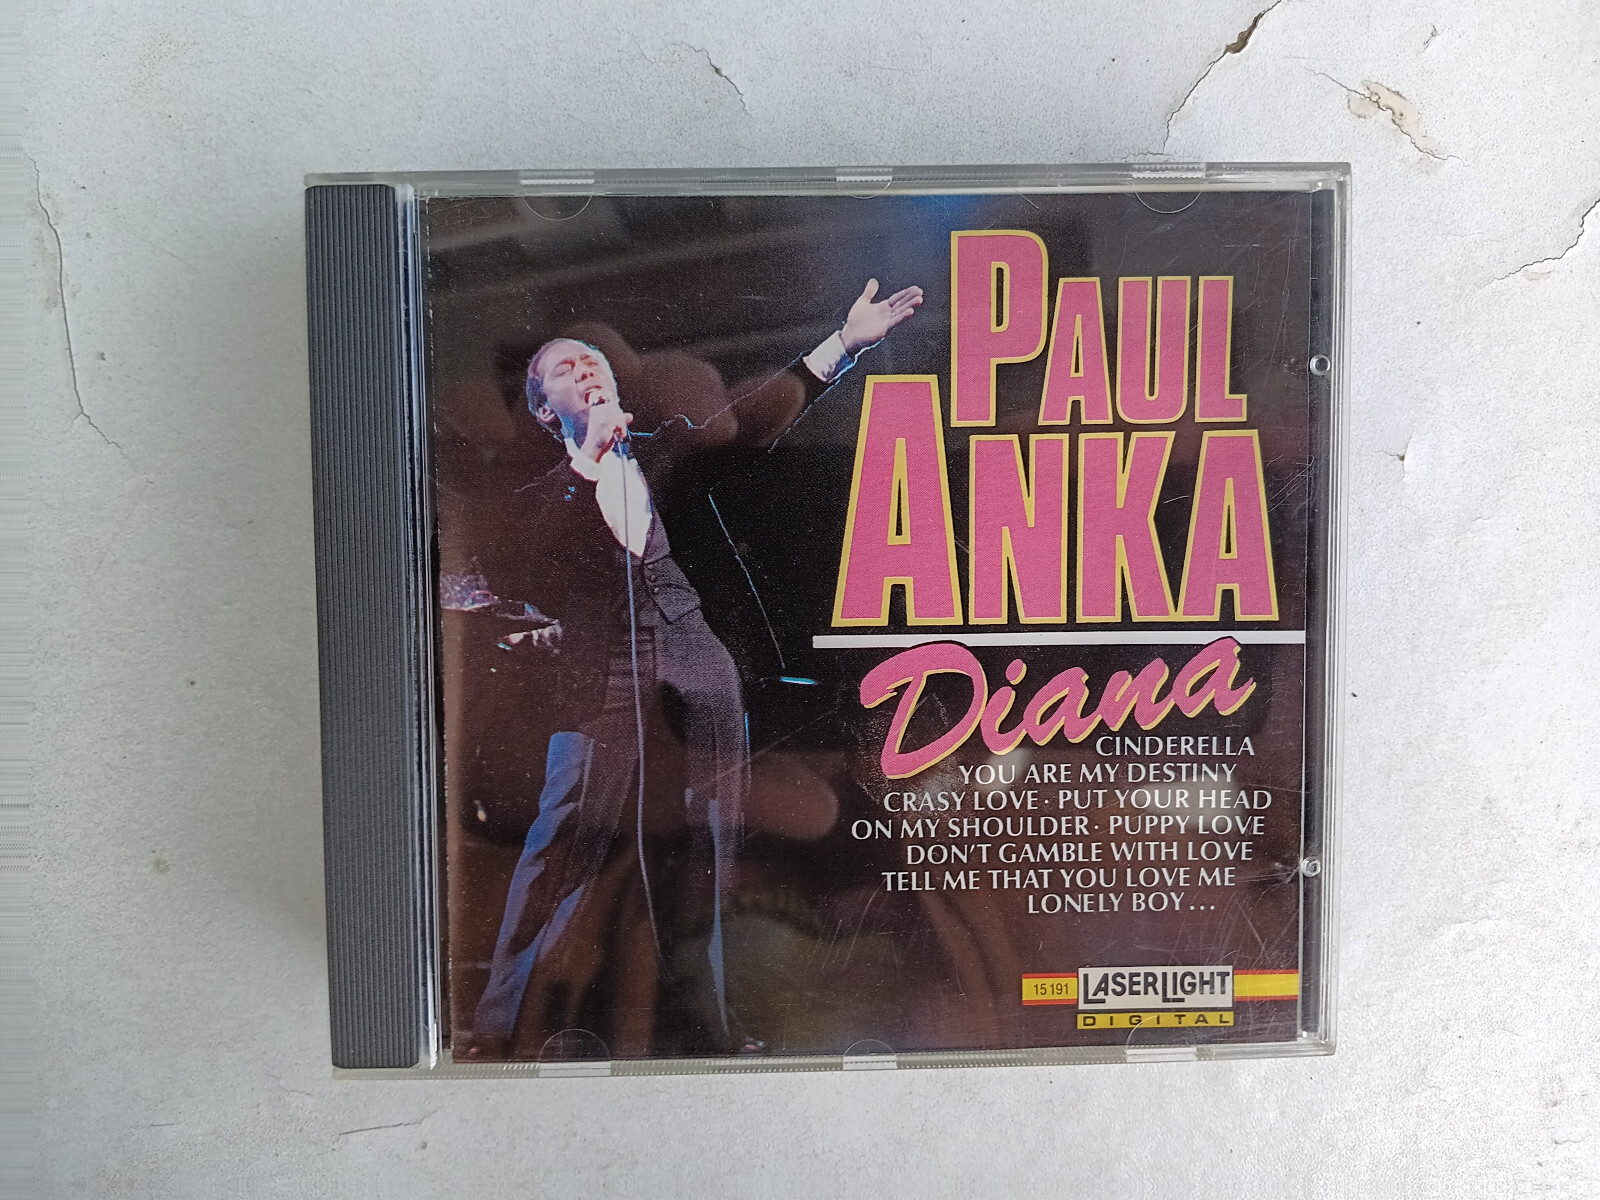 PAUL
ANKA
Diana
CINDERELLA
YOU ARE MY DESTINY
CRASY LOVE · PUT YOUR HEAD
ON MY SHOULDER · PUPPY LOVE
DON'T GAMBLE WITH LOVE
TELL ME THAT YOU LOVE ME
LONELY BOY...
15 191 LASERLIGHT
DIGITAL